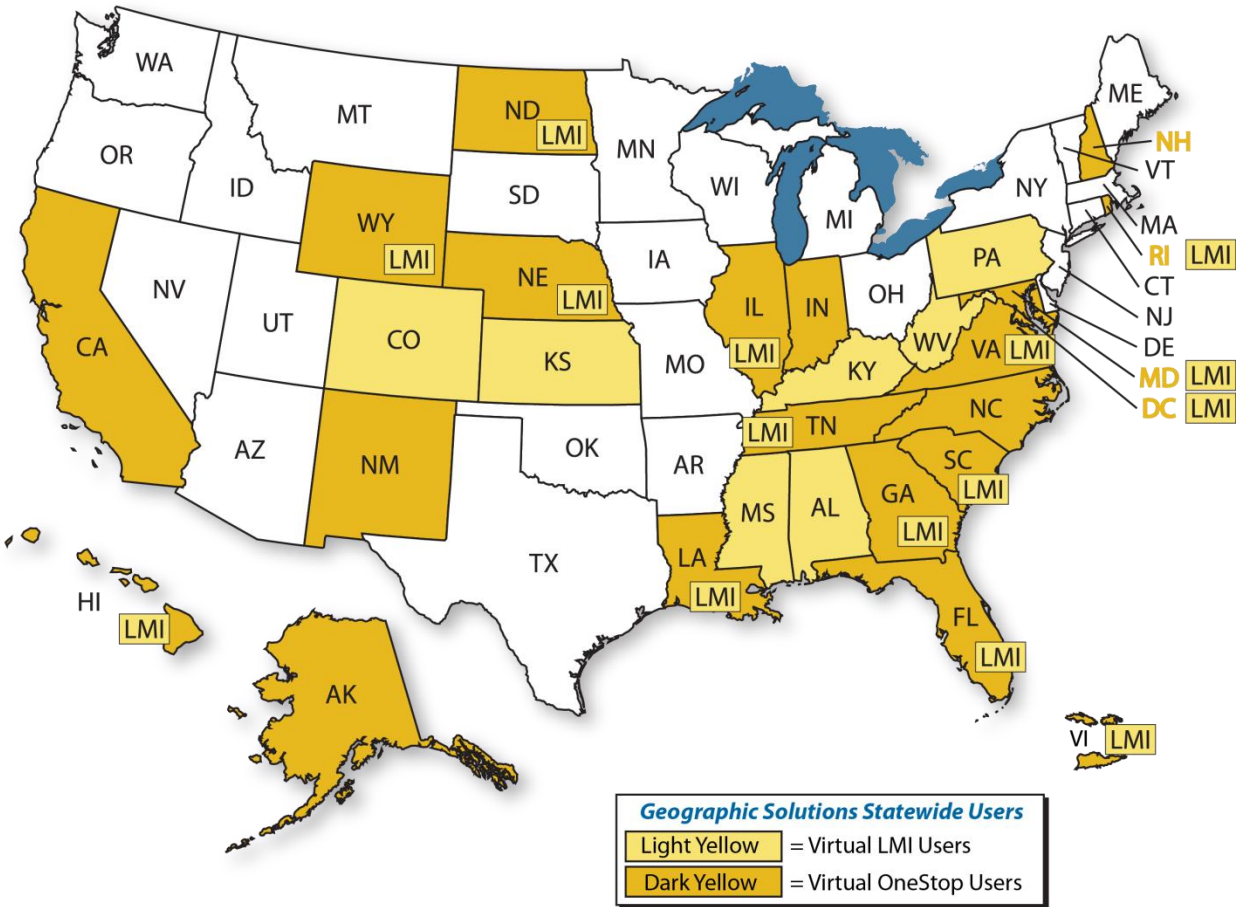 WA
MT
ND
LMI
MN
ME
OR
ID
SD
WI
MI
NY
NH
VT
MA
RI LMI
CT
NJ
DE
MD LMI
DC LMI
WY
LMI
NE
LMI
IA
IL
LMI
IN
OH
PA
NV
UT
CO
KS
MO
KY
WV
VA LMI
CA
AZ
NM
OK
AR
LMI TN
NC
SC
LMI
MS
AL
GA
LMI
TX
LA
LMI
FL
LMI
HI
LMI
AK
VI LMI
Geographic Solutions Statewide Users
Light Yellow = Virtual LMI Users
Dark Yellow = Virtual OneStop Users